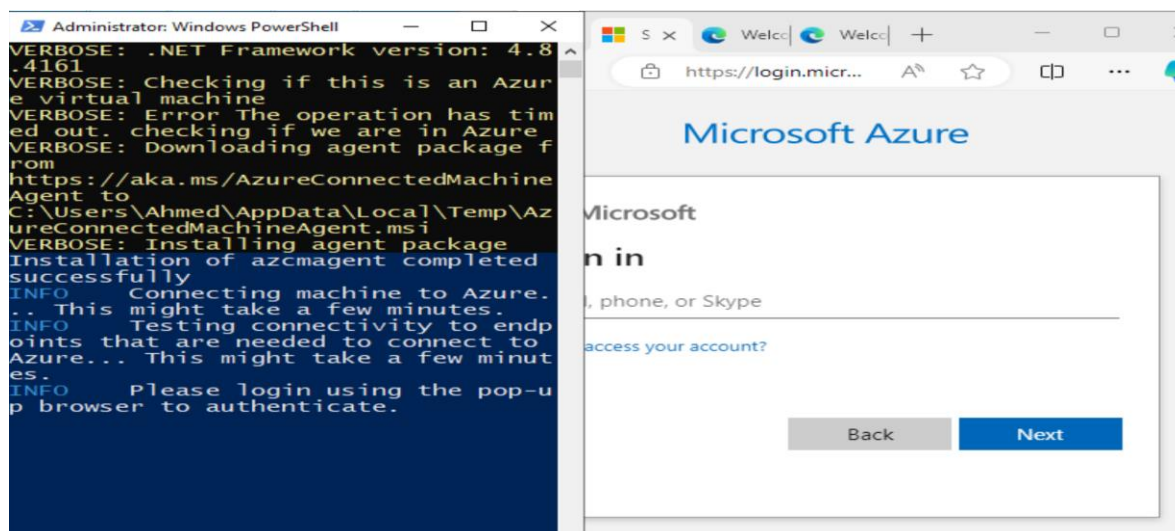 Administrator: Windows PowerShell
VERBOSE: .NET Framework version: 4.8
.4161
VERBOSE: Checking if this is an Azur
e virtual machine
VERBOSE: Error The operation has tim
ed out. checking if we are in Azure
VERBOSE: Downloading agent package f
rom
https://aka.ms/AzureConnectedMachine
Agent to
C:\Users\Ahmed\AppData\Local\Temp\Az
ureConnectedMachineAgent.msi
VERBOSE: Installing agent package
Installation of azcmagent completed
successfully
INFO    Connecting machine to Azure.
.. This might take a few minutes.
INFO    Testing connectivity to endp
oints that are needed to connect to
Azure... This might take a few minut
es.
INFO    Please login using the pop-u
p browser to authenticate.
S Welcc Welcc
https://login.micr...
Microsoft Azure
Microsoft
n in
l, phone, or Skype
access your account?
Back Next